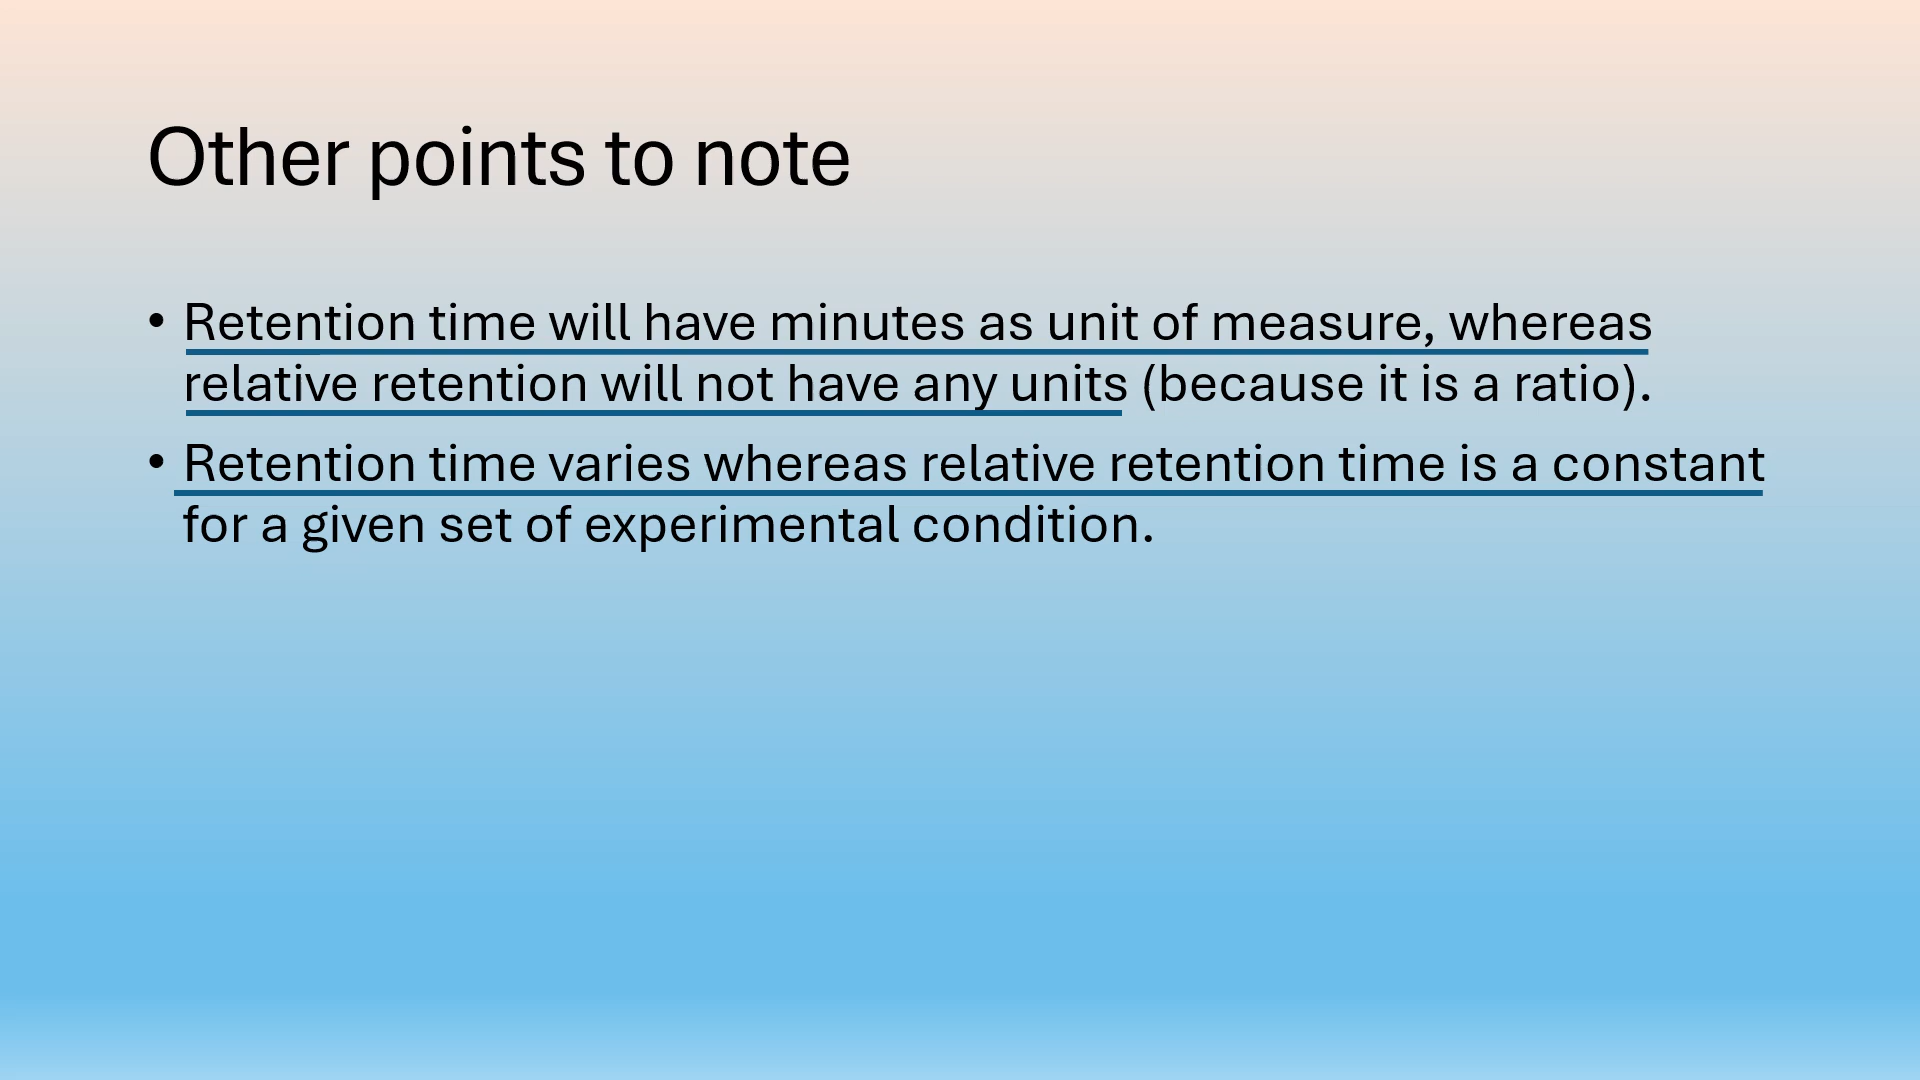 Other points to note
• Retention time will have minutes as unit of measure, whereas
relative retention will not have any units (because it is a ratio).
• Retention time varies whereas relative retention time is a constant
for a given set of experimental condition.